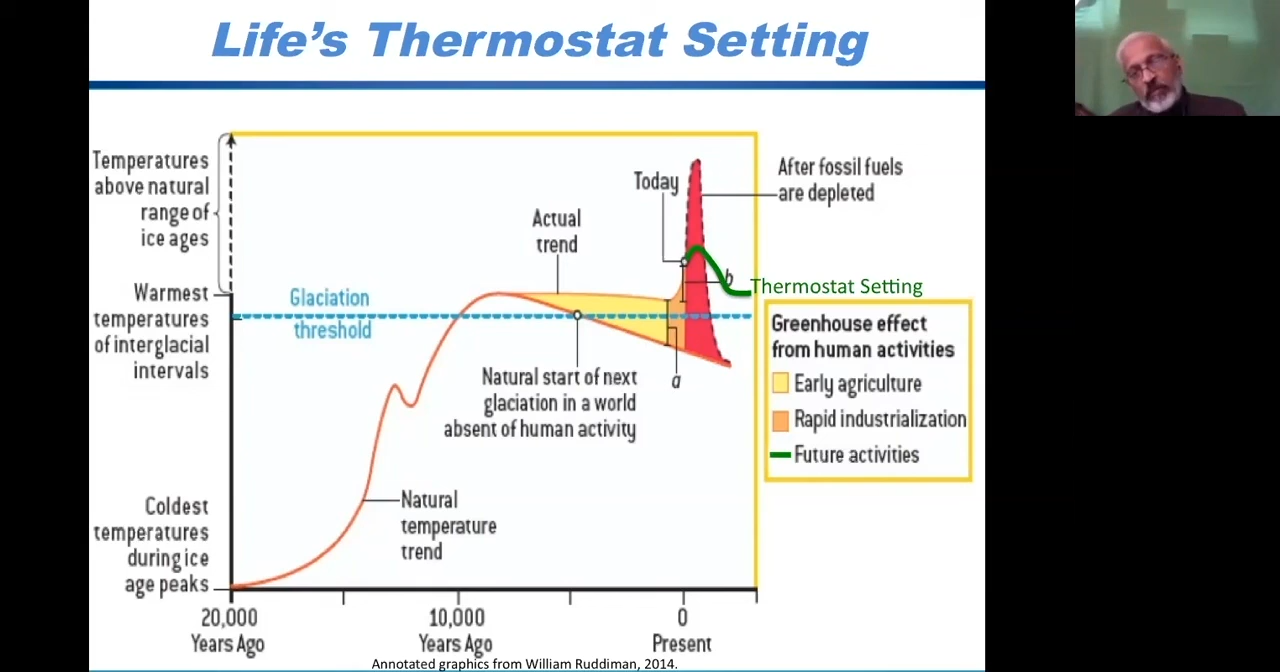 Life's Thermostat Setting
Temperatures
above natural
range of
ice ages
Warmest
temperatures
of interglacial
intervals
Coldest
temperatures
during ice
age peaks
Glaciation
threshold
Actual
trend
Today
After fossil fuels
are depleted
b
Thermostat Setting
Natural start of next
glaciation in a world
absent of human activity
a
Natural
temperature
trend
Greenhouse effect
from human activities
Early agriculture
Rapid industrialization
Future activities
20,000
Years Ago
10,000
Years Ago
0
Present
Annotated graphics from William Ruddiman, 2014.